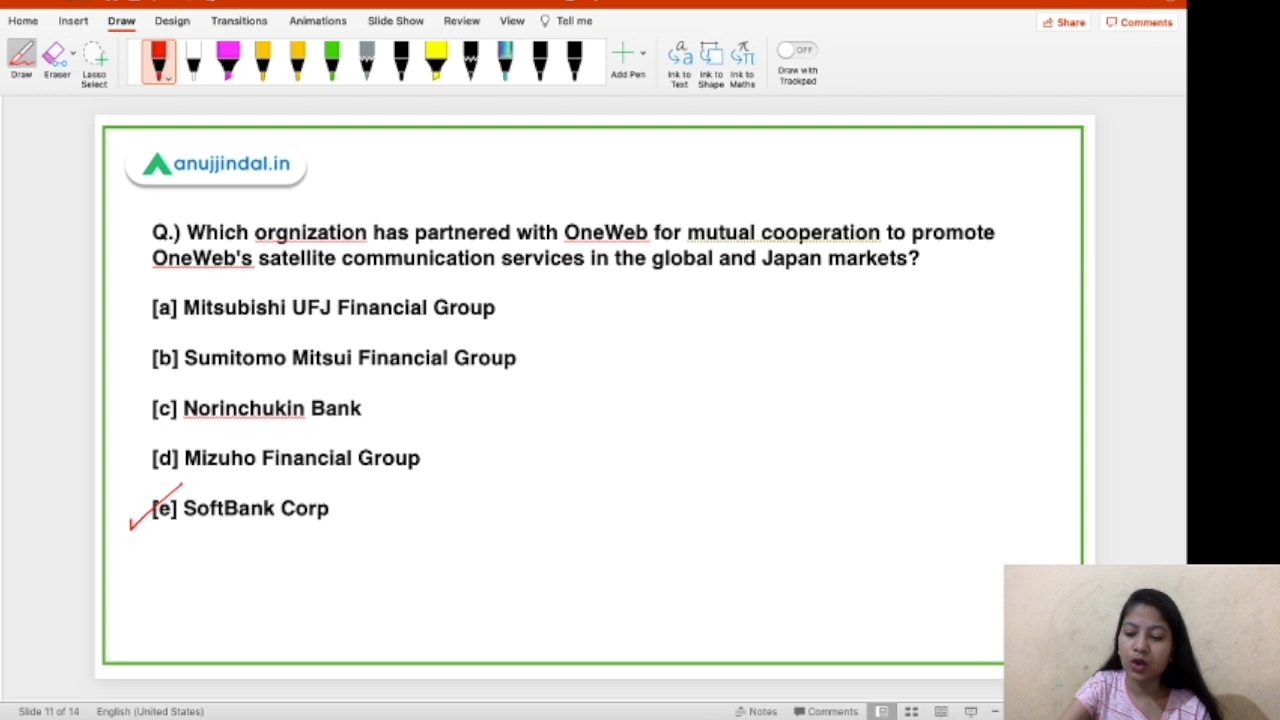 Home Insert Draw Design Transitions Animations Slide Show Review View Tell me Share Comments
Draw Eraser Lasso Select Add Pen Ink to Text Ink to Shape Ink to Maths OFF Draw with Trackpad
anujjindal.in
Q.) Which orgnization has partnered with OneWeb for mutual cooperation to promote
OneWeb's satellite communication services in the global and Japan markets?
[a] Mitsubishi UFJ Financial Group
[b] Sumitomo Mitsui Financial Group
[c] Norinchukin Bank
[d] Mizuho Financial Group
[e] SoftBank Corp
Slide 11 of 14 English (United States) Notes Comments